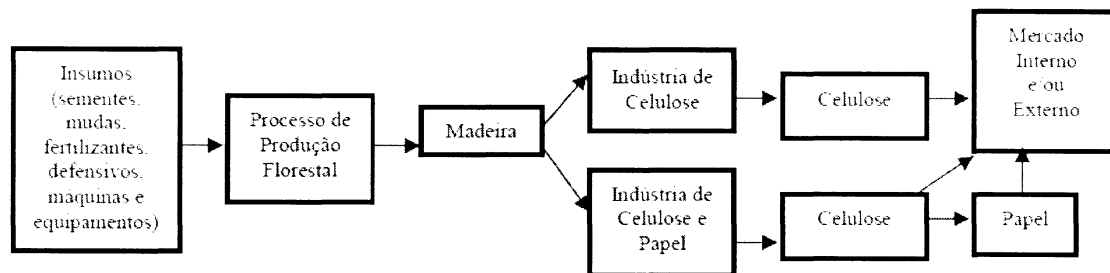 Insumos
(sementes,
mudas,
fertilizantes,
defensivos,
máquinas e
equipamentos)
Processo de
Produção
Florestal
Madeira
Indústria de
Celulose
Celulose
Mercado
Interno
e/ou
Externo
Indústria de
Celulose e
Papel
Celulose
Papel